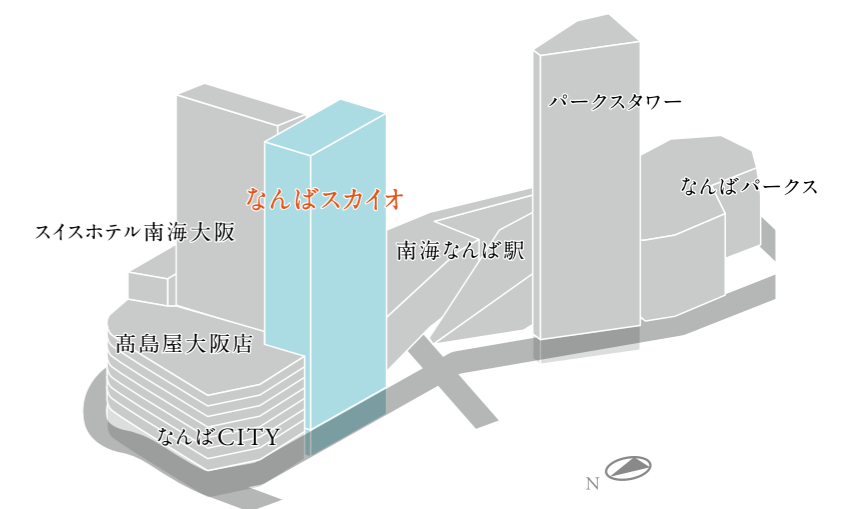 パークスタワー
なんばパークス
なんばスカイオ
スイスホテル南海大阪
南海なんば駅
髙島屋大阪店
なんばCITY
N